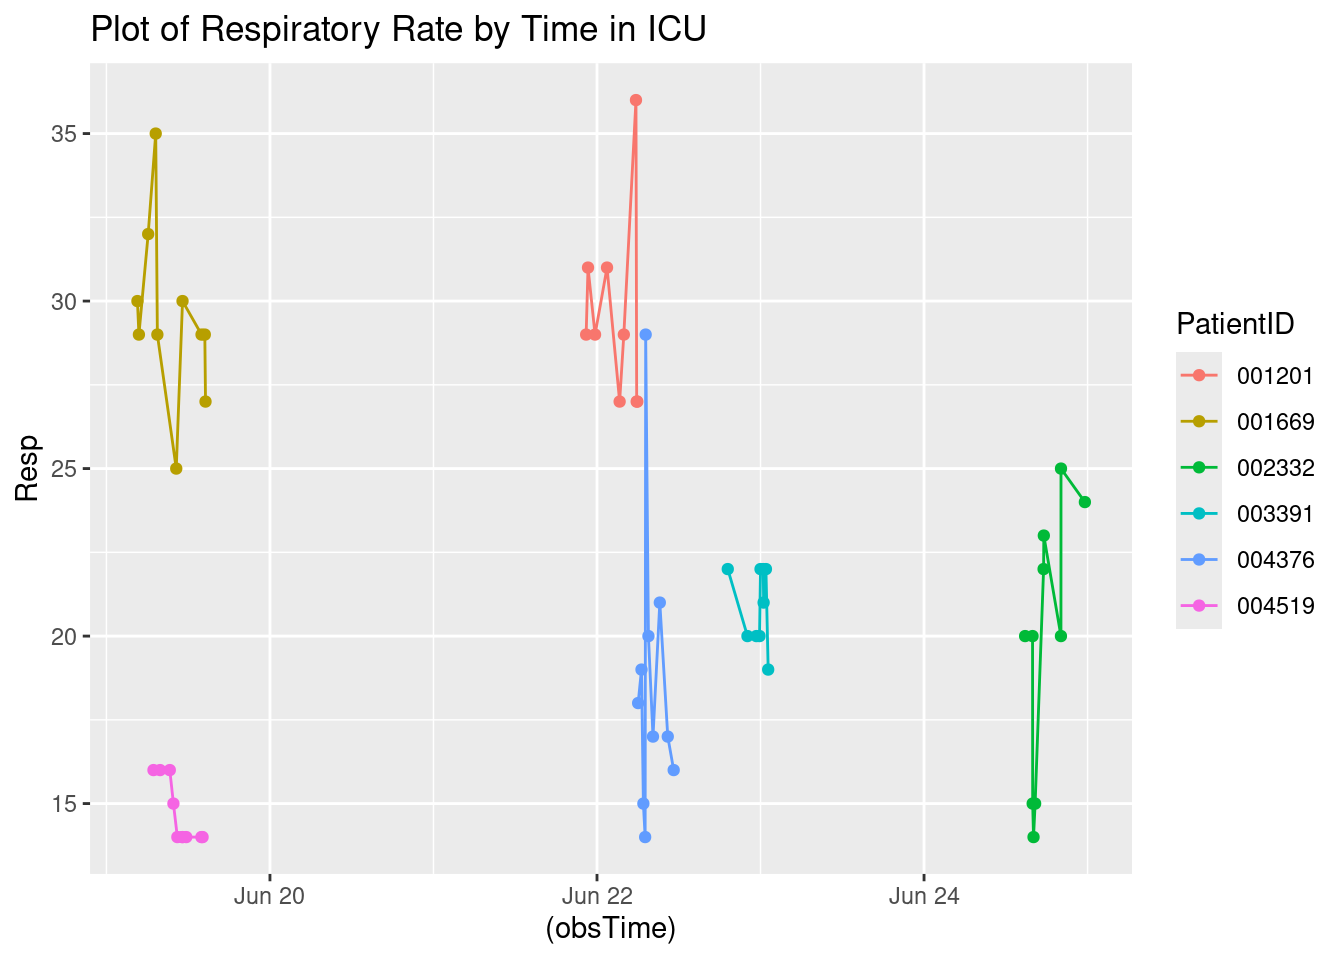 Plot of Respiratory Rate by Time in ICU
35
30
25
20
15
Resp
Jun 20
Jun 22
Jun 24
(obsTime)
PatientID
001201
001669
002332
003391
004376
004519